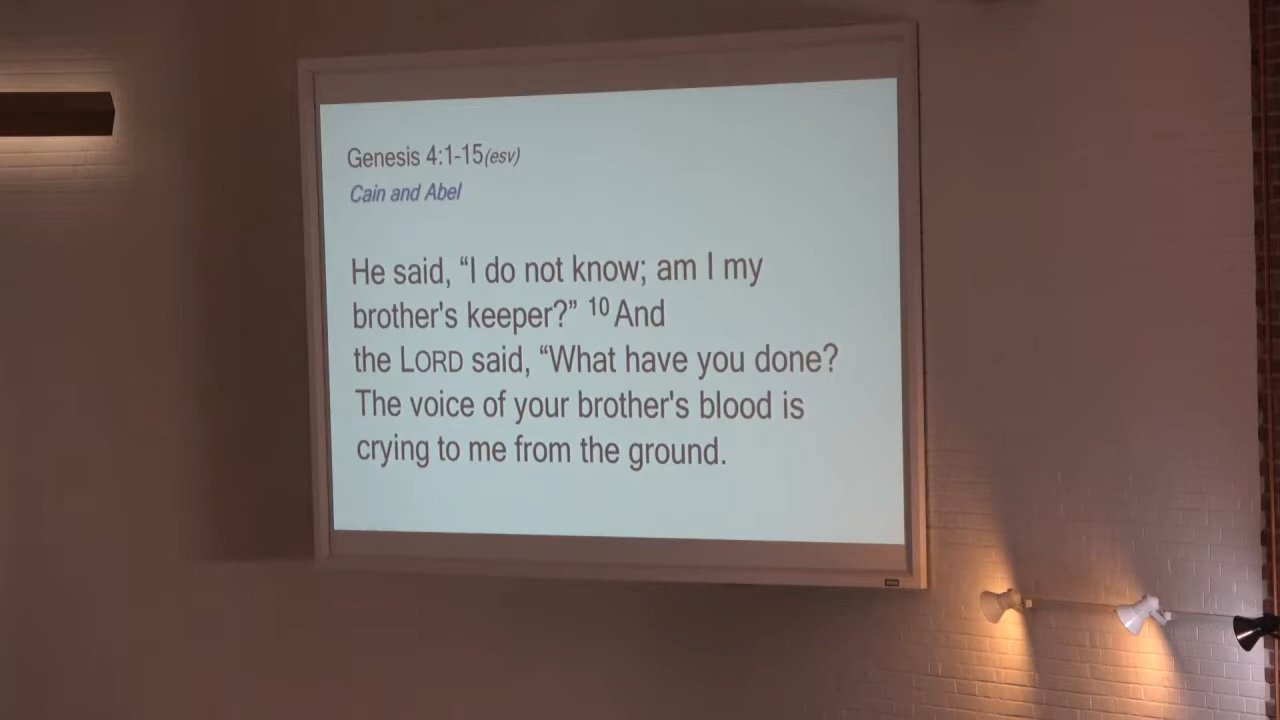 Genesis 4:1-15(esv)
Cain and Abel
He said, “I do not know; am I my
brother's keeper?” 10 And
the LORD said, “What have you done?
The voice of your brother's blood is
crying to me from the ground.